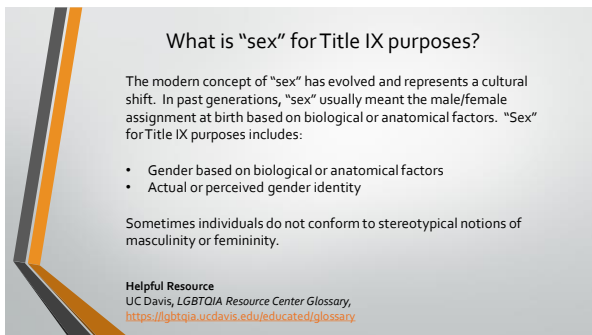 What is “sex” for Title IX purposes?
The modern concept of “sex” has evolved and represents a cultural
shift. In past generations, “sex” usually meant the male/female
assignment at birth based on biological or anatomical factors. “Sex”
for Title IX purposes includes:
• Gender based on biological or anatomical factors
• Actual or perceived gender identity
Sometimes individuals do not conform to stereotypical notions of
masculinity or femininity.
Helpful Resource
UC Davis, LGBTQIA Resource Center Glossary,
https://lgbtqia.ucdavis.edu/educated/glossary